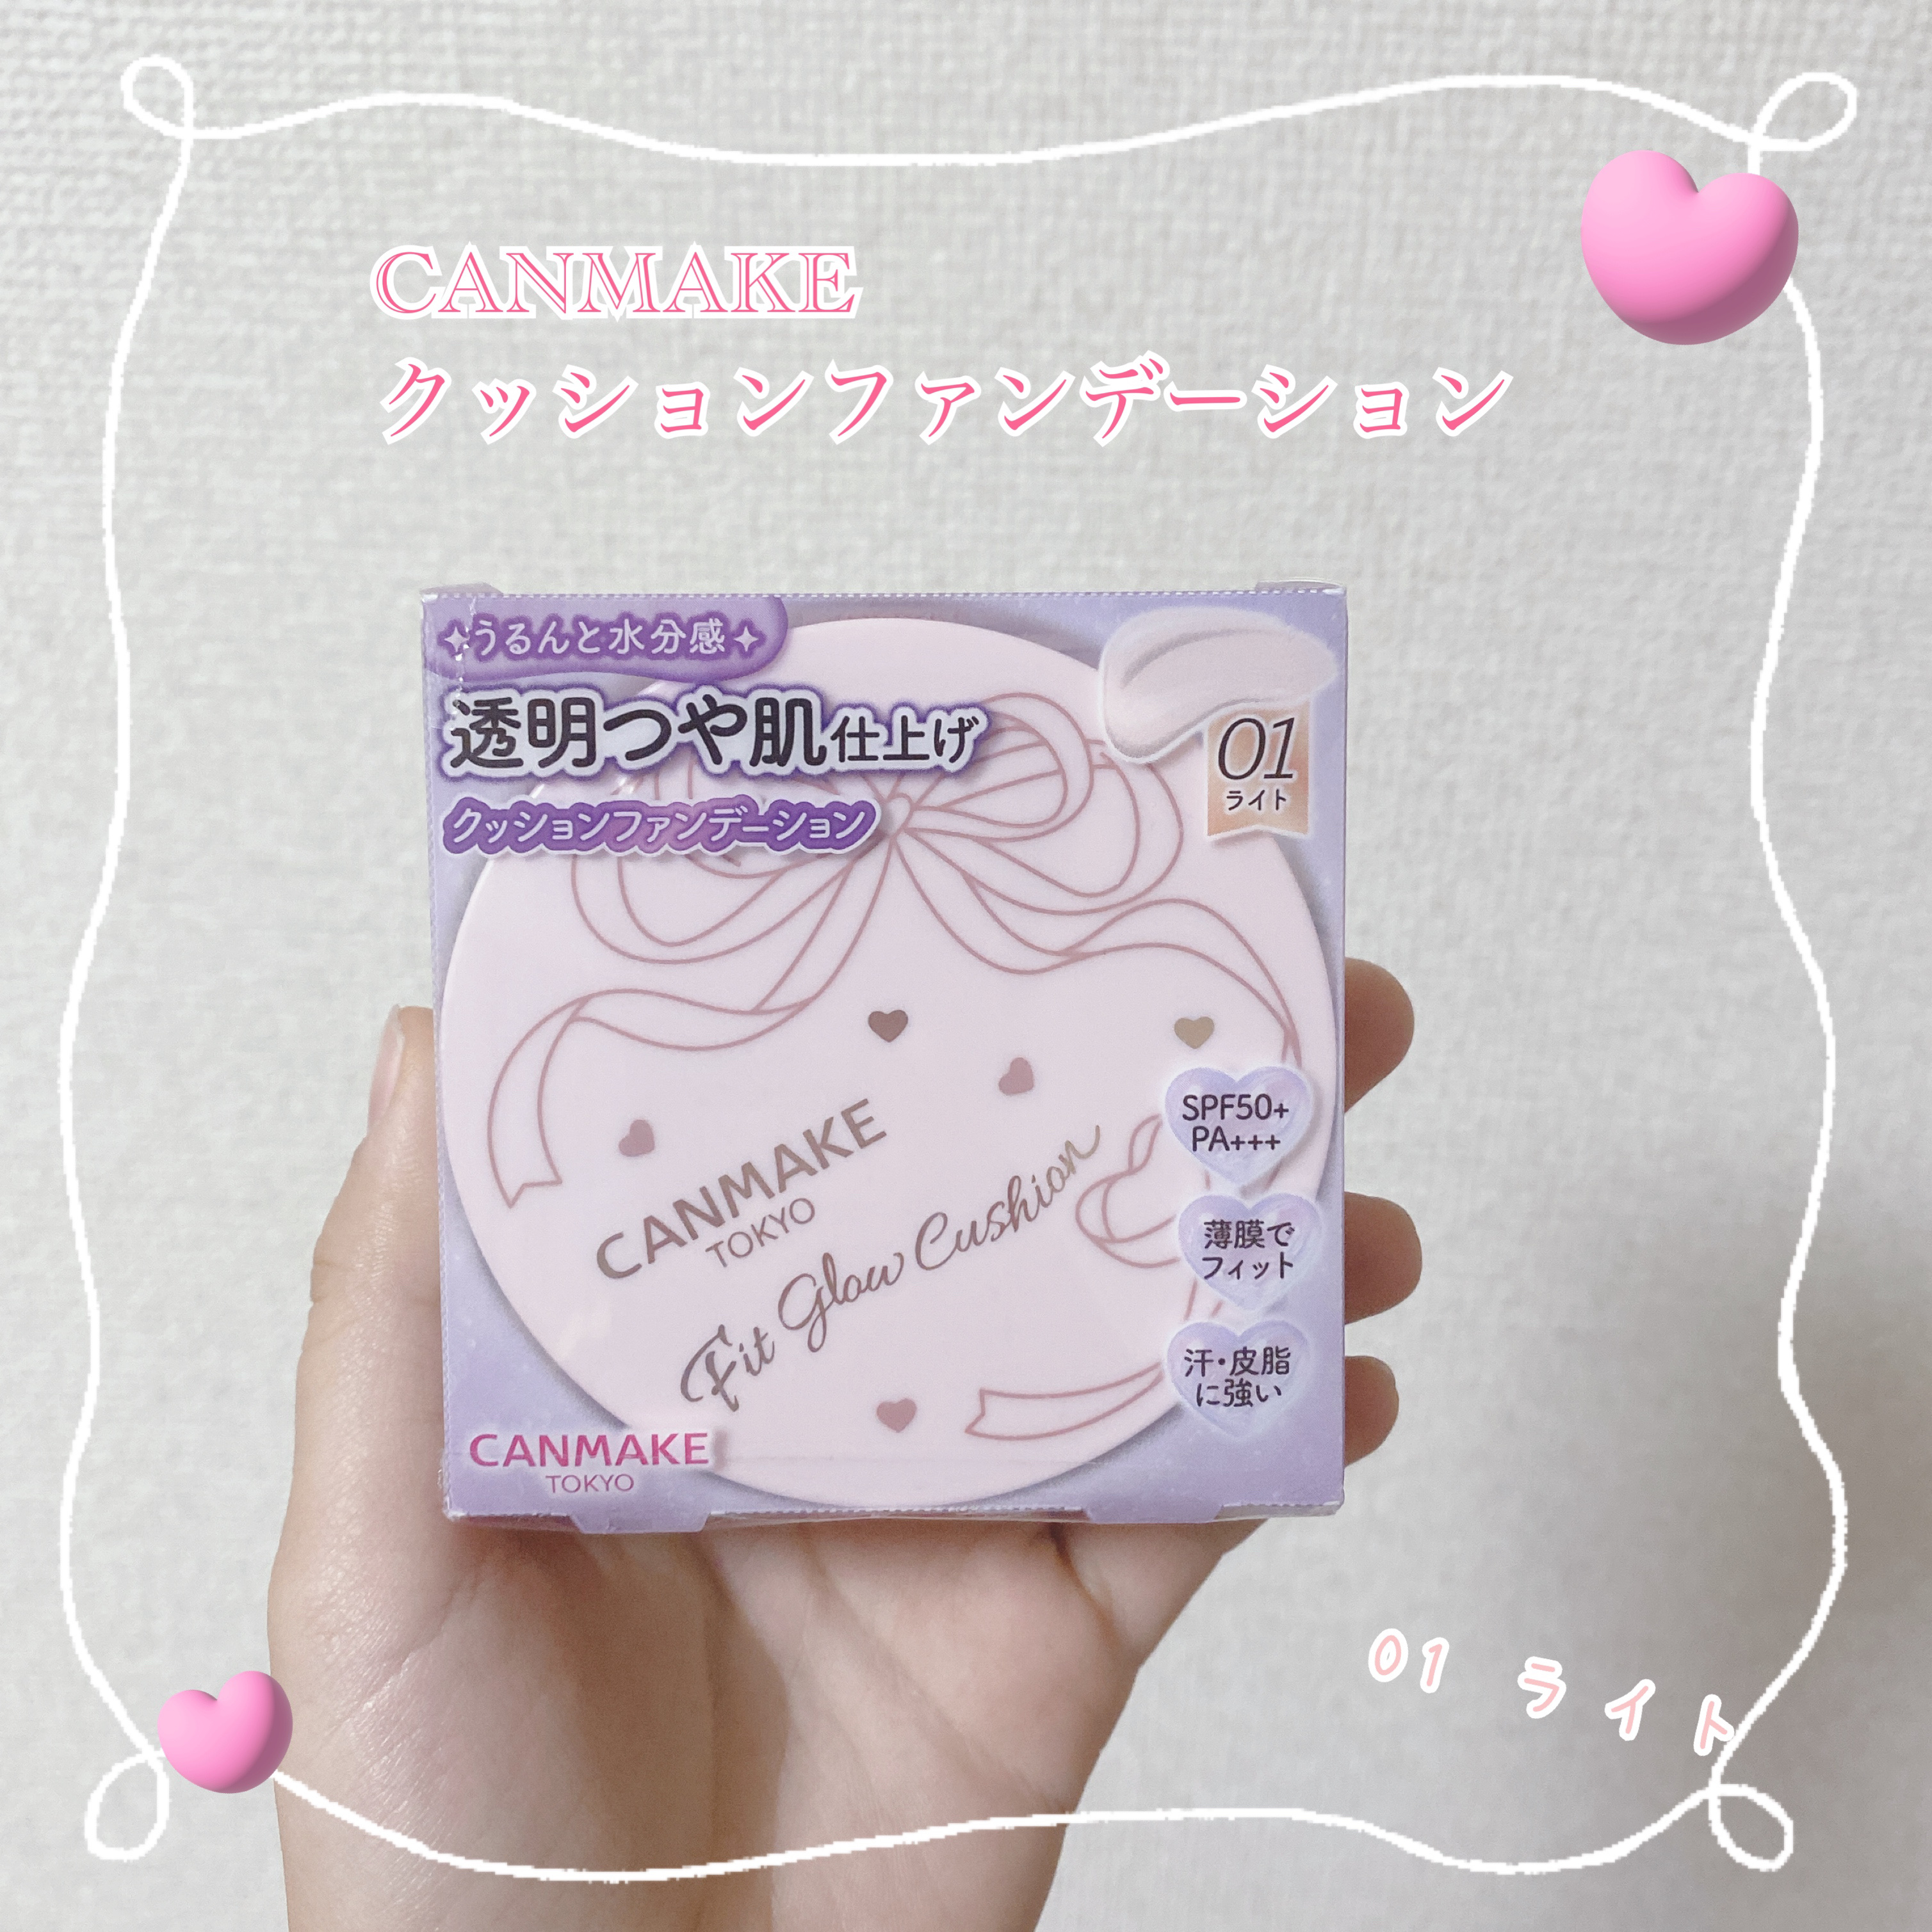 CANMAKE
クッションファンデーション
うるんと水分感
透明つや肌仕上げ
クッションファンデーション
01
ライト
CANMAKE
TOKYO
Fit Glow Cushion
SPF50+
PA+++
薄膜で
フィット
汗・皮脂
に強い
CANMAKE
TOKYO
01 ライト